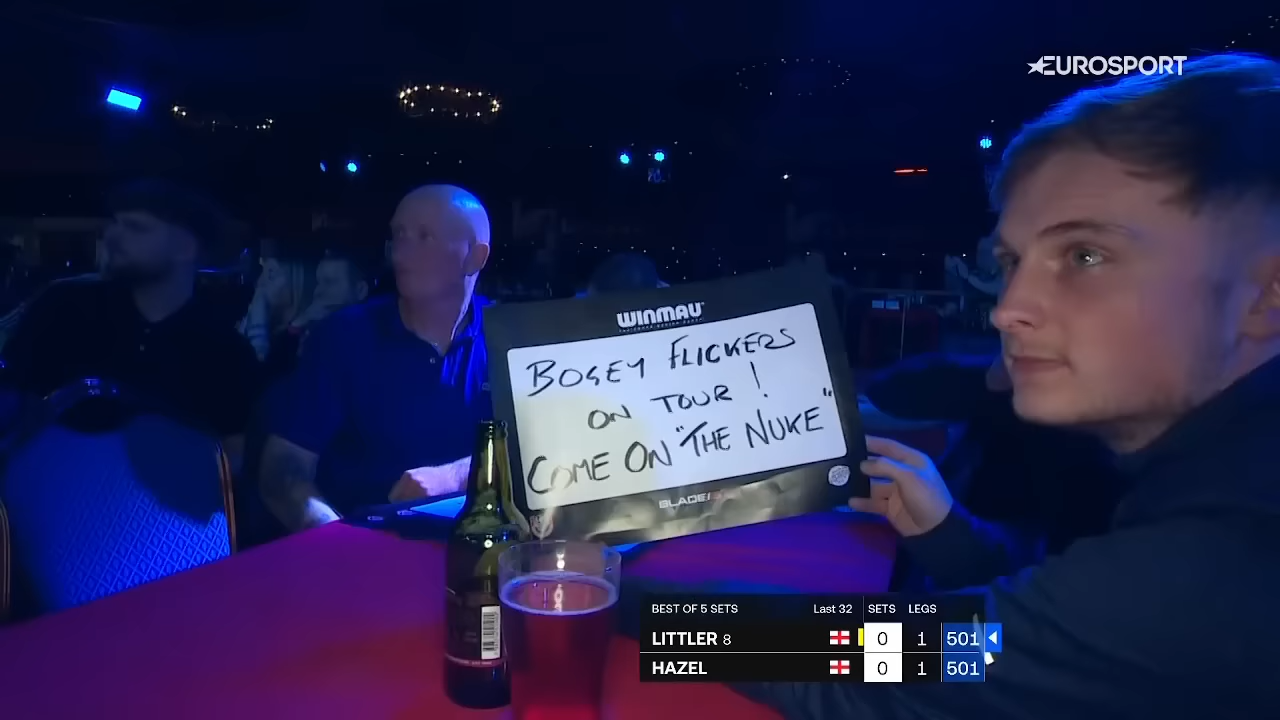 EUROSPORT
WINMAU
BOGEY FLICKERS
ON TOUR!
COME ON "THE NUKE"
BLADE
BEST OF 5 SETS Last 32 SETS LEGS
LITTLER 8 0 1 501
HAZEL 0 1 501